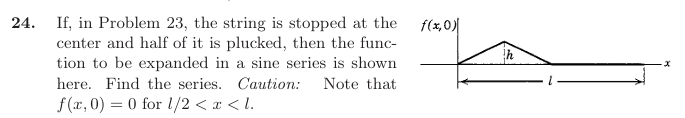 24. If, in Problem 23, the string is stopped at the
center and half of it is plucked, then the func-
tion to be expanded in a sine series is shown
here. Find the series. Caution: Note that
f(x, 0) = 0 for l/2 < x < l.
f(x, 0)
h
x
l